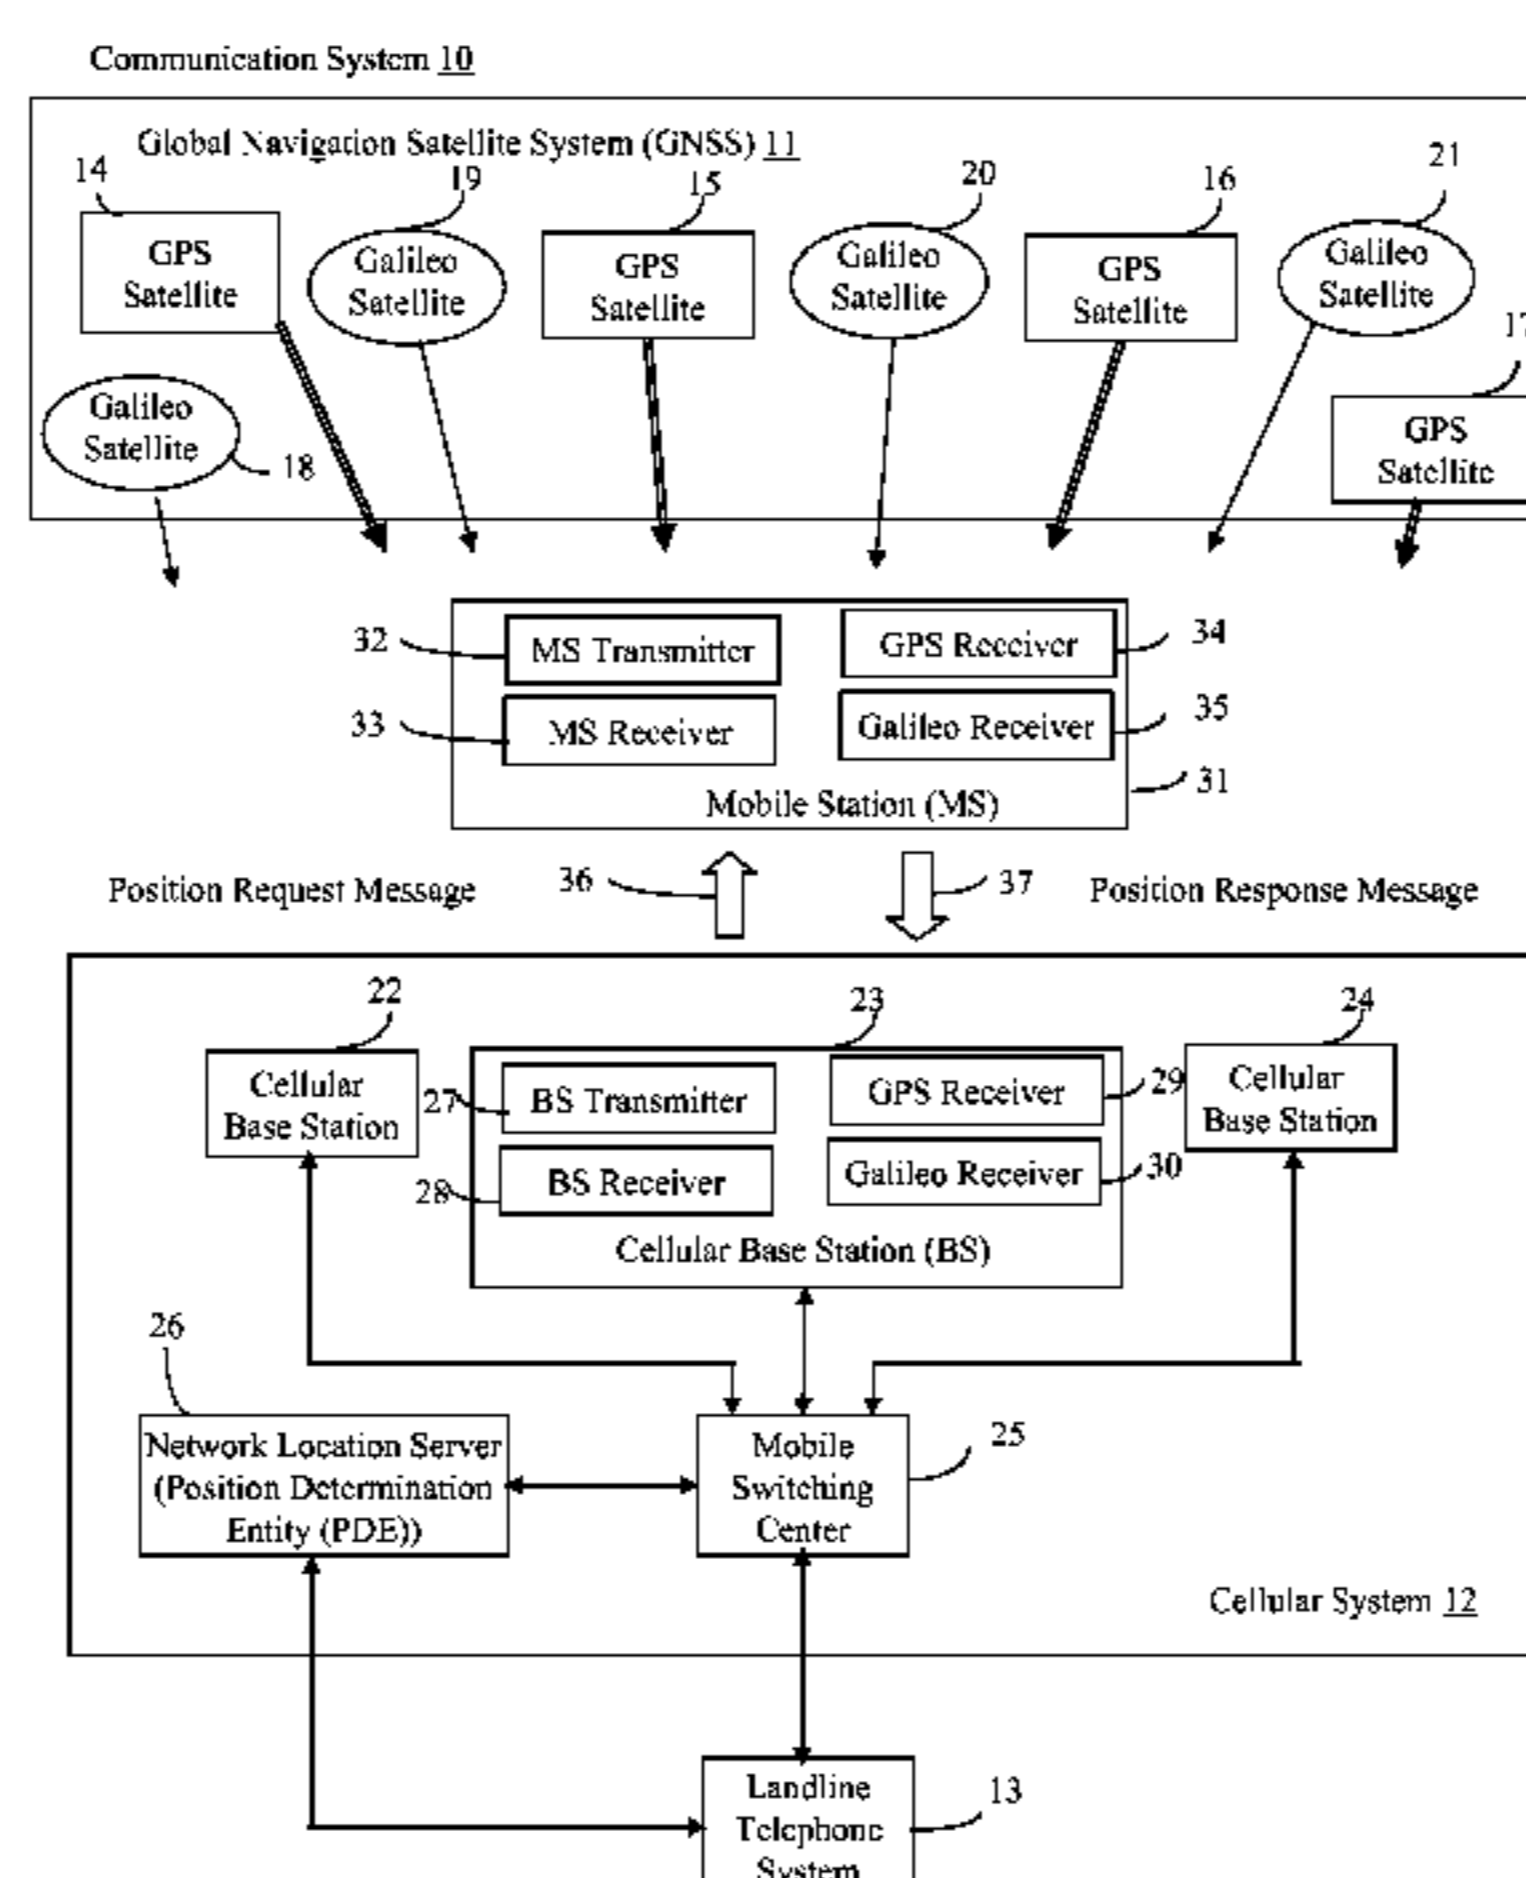 Communication System 10
Global Navigation Satellite System (GNSS) 11
14
19
15
20
16
21
GPS
Satellite
Galileo
Satellite
GPS
Satellite
Galileo
Satellite
GPS
Satellite
Galileo
Satellite
17
Galileo
Satellite
18
GPS
Satellite
32
MS Transmitter
GPS Receiver
34
33
MS Receiver
Galileo Receiver
35
Mobile Station (MS)
31
Position Request Message
36
37
Position Response Message
22
23
24
Cellular
Base Station
27
BS Transmitter
GPS Receiver
29
Cellular
Base Station
28
BS Receiver
Galileo Receiver
30
Cellular Base Station (BS)
26
Network Location Server
(Position Determination
Entity (PDE))
Mobile
Switching
Center
25
Cellular System 12
Landline
Telephone
System
13